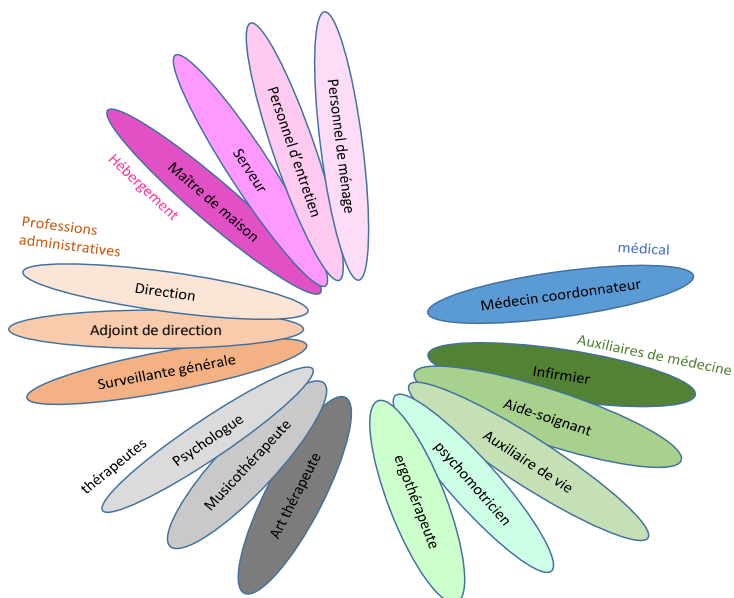 Personnel de ménage
Personnel d’entretien
Serveur
Maître de maison
Hébergement
Professions
administratives
Direction
Adjoint de direction
Surveillante générale
thérapeutes
Psychologue
Musicothérapeute
Art thérapeute
médical
Médecin coordonnateur
Auxiliaires de médecine
Infirmier
Aide-soignant
Auxiliaire de vie
psychomotricien
ergothérapeute